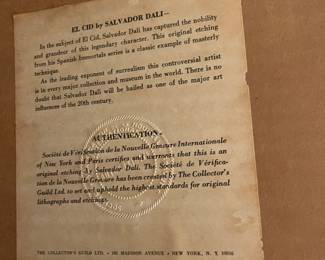 EL CID by SALVADOR DALI—
In the subject of El Cid, Salvador Dali has captured the nobility
and grandeur of this legendary character. This original etching
from his Spanish Immortals series is a classic example of masterly
technique.
As the leading exponent of surrealism this controversial artist
is in every major collection and museum in the world. There is no
doubt that Salvador Dali will be hailed as one of the major art
influences of the 20th century.
AUTHENTICATION—
Société de Vérification de la Nouvelle Gravure Internationale
of New York and Paris certifies and warrants that this is an
original etching by Salvador Dali. The Société de Vérifica-
tion de la Nouvelle Gravure has been created by The Collector's
Guild Ltd. to set and uphold the highest standards for original
lithographs and etchings.
THE COLLECTOR'S GUILD LTD. • MADISON AVENUE • NEW YORK, N. Y. 10016